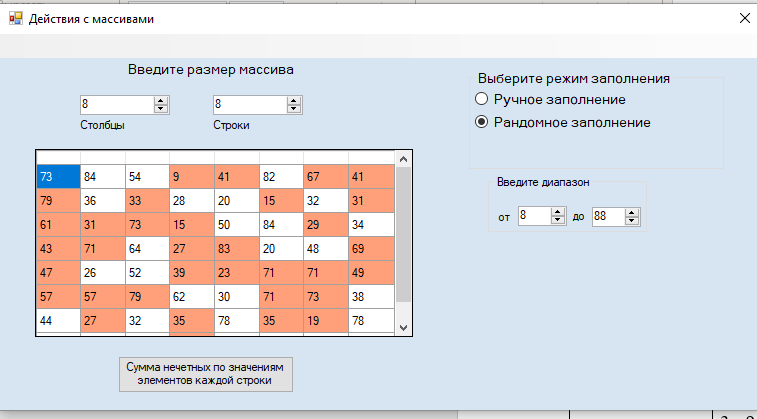 Действия с массивами
Введите размер массива
8 8
Столбцы Строки
73 84 54 9 41 82 67 41
79 36 33 28 20 15 32 31
61 31 73 15 50 84 29 34
43 71 64 27 83 20 48 69
47 26 52 39 23 71 71 49
57 57 79 62 30 71 73 38
44 27 32 35 78 35 19 78
Сумма нечетных по значениям
элементов каждой строки
Выберите режим заполнения
Ручное заполнение
Рандомное заполнение
Введите диапазон
от 8 до 88